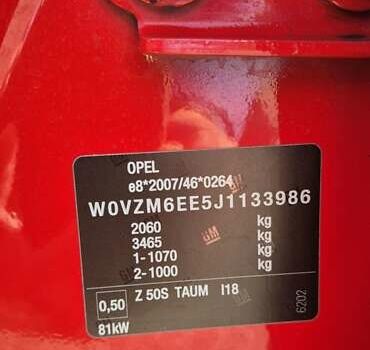 OPEL
e8*2007/46*0264
W0VZM6EE5J1133986
2060 kg
3465 kg
1-1070 kg
2-1000 kg
GM
0,50 Z 50S TAUM I18
81kW
6202